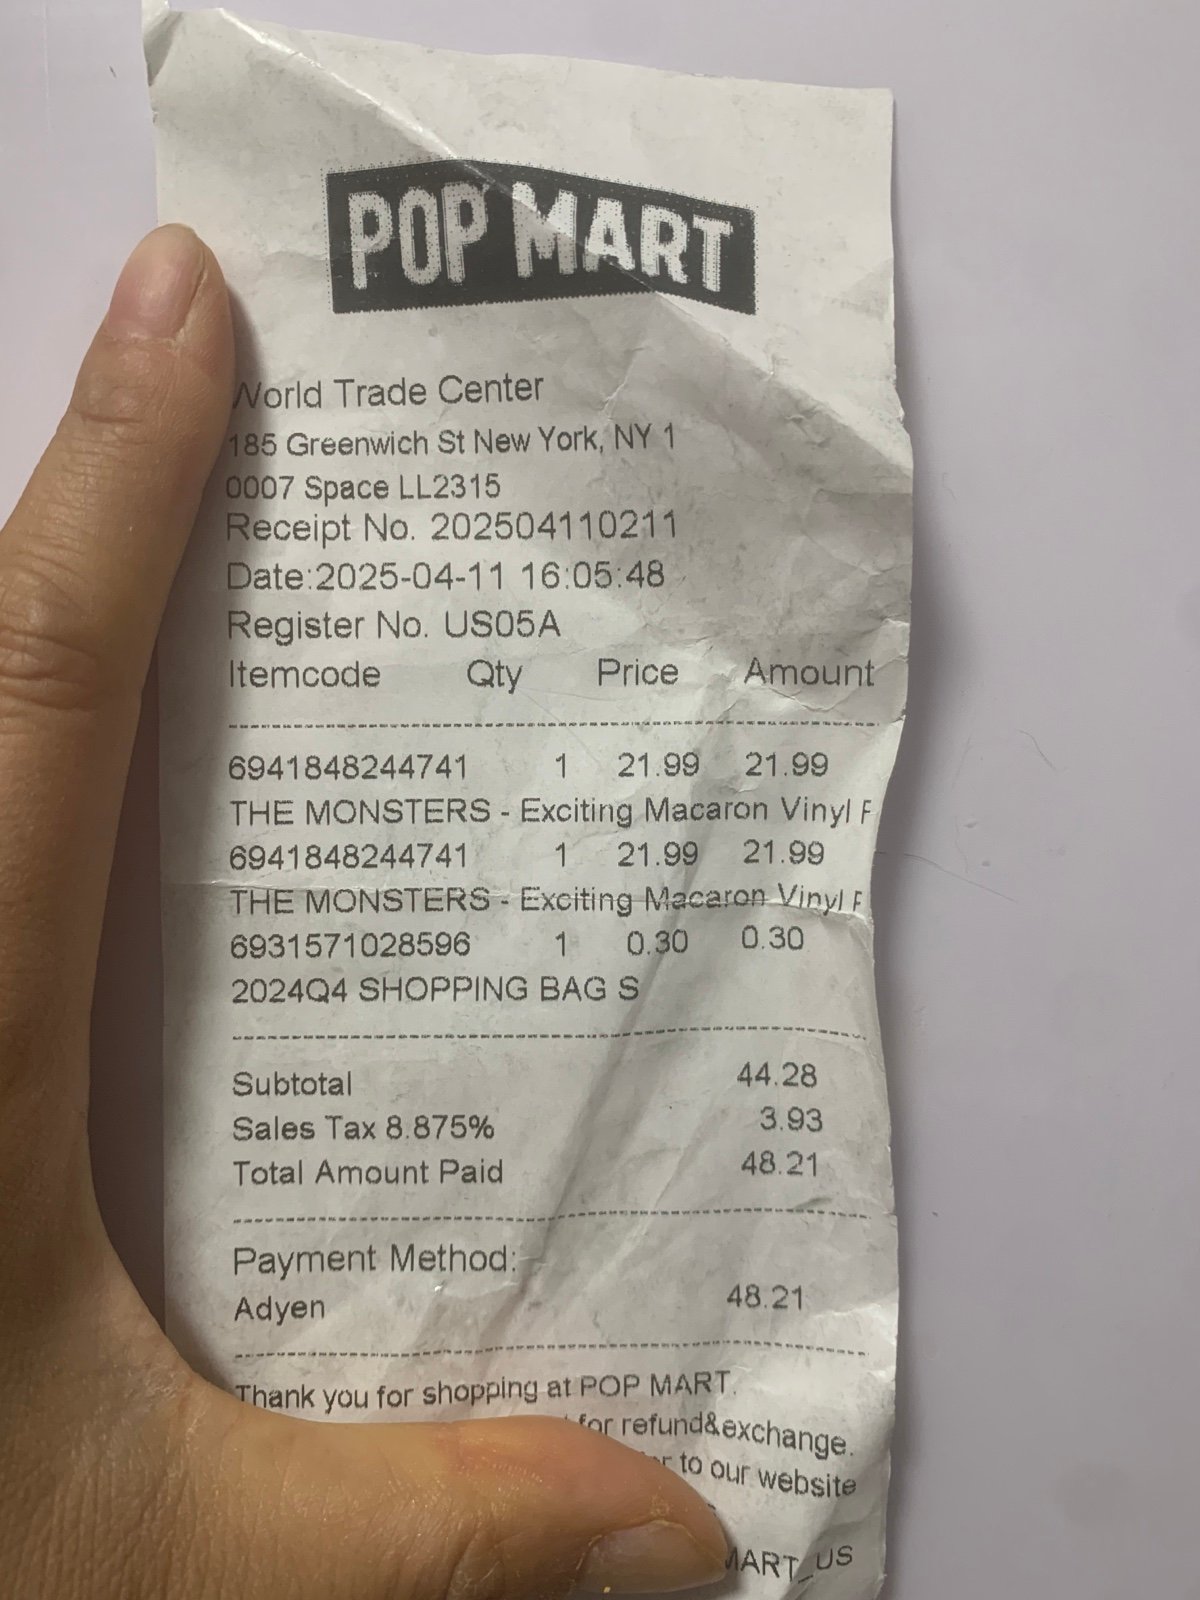 POP MART
World Trade Center
185 Greenwich St New York, NY 1
0007 Space LL2315
Receipt No. 202504110211
Date:2025-04-11 16:05:48
Register No. US05A
Itemcode Qty Price Amount
6941848244741 1 21.99 21.99
THE MONSTERS - Exciting Macaron Vinyl F
6941848244741 1 21.99 21.99
THE MONSTERS - Exciting Macaron Vinyl F
6931571028596 1 0.30 0.30
2024Q4 SHOPPING BAG S
Subtotal 44.28
Sales Tax 8.875% 3.93
Total Amount Paid 48.21
Payment Method:
Adyen 48.21
Thank you for shopping at POP MART.
for refund&exchange.
to our website
MART_US